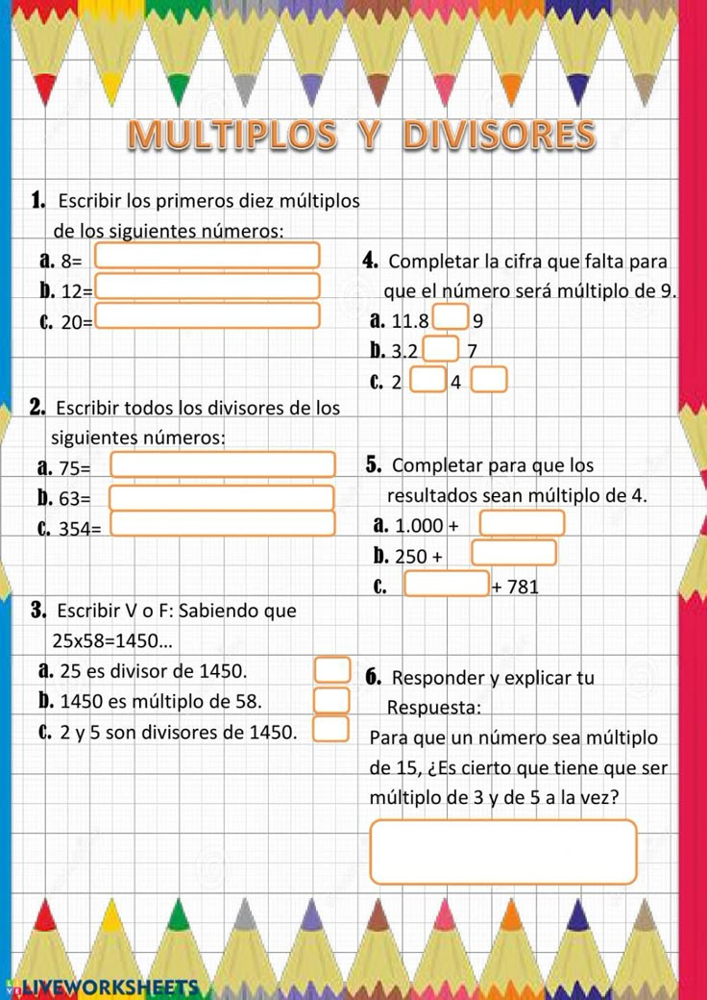 MULTIPLOS Y DIVISORES
1. Escribir los primeros diez múltiplos
de los siguientes números:
a. 8=
b. 12=
c. 20=
2. Escribir todos los divisores de los
siguientes números:
a. 75=
b. 63=
c. 354=
3. Escribir V o F: Sabiendo que
25x58=1450...
a. 25 es divisor de 1450.
b. 1450 es múltiplo de 58.
c. 2 y 5 son divisores de 1450.
4. Completar la cifra que falta para
que el número será múltiplo de 9.
a. 11.8 9
b. 3.2 7
c. 2 4
5. Completar para que los
resultados sean múltiplo de 4.
a. 1.000 +
b. 250 +
c. + 781
6. Responder y explicar tu
Respuesta:
Para que un número sea múltiplo
de 15, ¿Es cierto que tiene que ser
múltiplo de 3 y de 5 a la vez?
LIVEWORKSHEETS